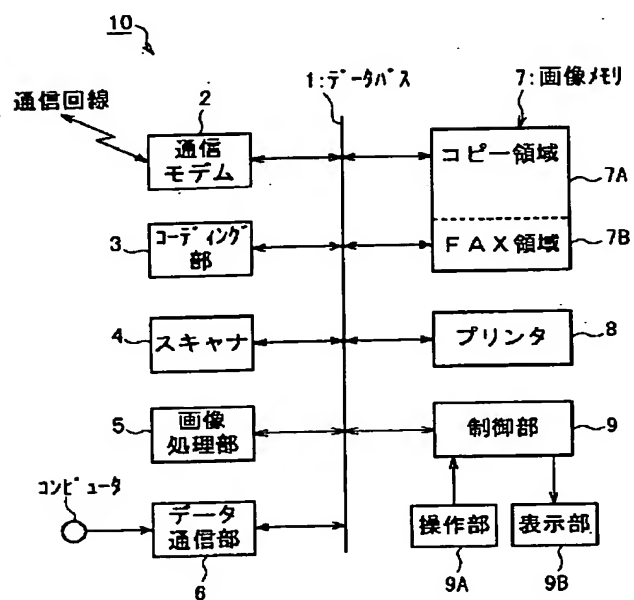 10
通信回線
1:データバス
7:画像メモリ
2
通信
モデム
コピー領域
7A
3
コーディング
部
FAX領域
7B
4
スキャナ
プリンタ
8
5
画像
処理部
制御部
9
コンピュータ
データ
通信部
6
操作部
9A
表示部
9B